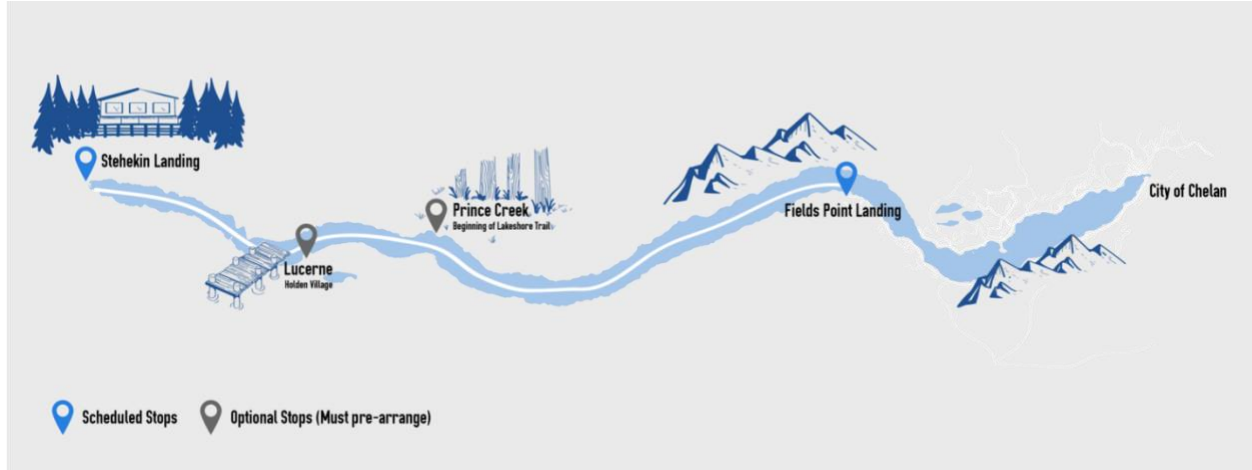 Stehekin Landing
Prince Creek
Beginning of Lakeshore Trail
Fields Point Landing
City of Chelan
Lucerne
Holden Village
Scheduled Stops
Optional Stops (Must pre-arrange)